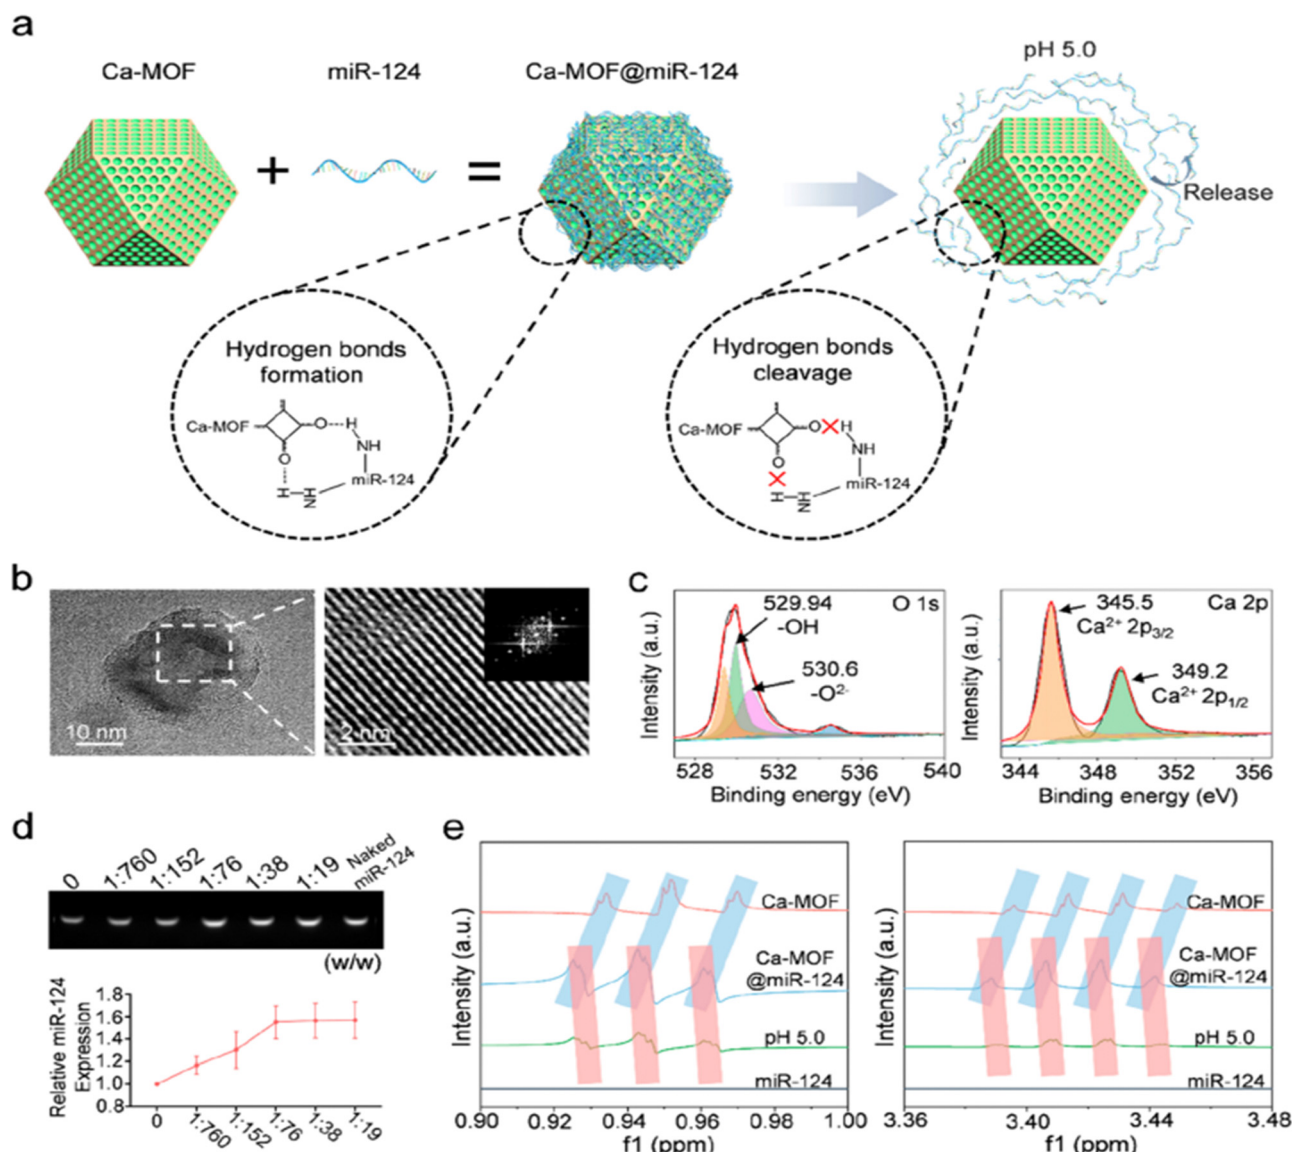 a
Ca-MOF
miR-124
Ca-MOF@miR-124
pH 5.0
+
=
Release
Hydrogen bonds
formation
Ca-MOF
O
H
NH
O
miR-124
H
N
H
Hydrogen bonds
cleavage
Ca-MOF
O
H
NH
O
miR-124
H
N
H
b
10 nm
2 nm
c
529.94
-OH
530.6
-O²⁻
O 1s
Intensity (a.u.)
528 532 536 540
Binding energy (eV)
345.5
Ca²⁺ 2p3/2
349.2
Ca²⁺ 2p1/2
Ca 2p
Intensity (a.u.)
344 348 352 356
Binding energy (eV)
d
0 1:760 1:152 1:76 1:38 1:19 Naked
miR-124
(w/w)
Relative miR-124
Expression
1.8
1.6
1.4
1.2
1.0
0.8
0 1:760 1:152 1:76 1:38 1:19
e
Intensity (a.u.)
Ca-MOF
Ca-MOF
@miR-124
pH 5.0
miR-124
0.90 0.92 0.94 0.96 0.98 1.00
f1 (ppm)
Intensity (a.u.)
Ca-MOF
Ca-MOF
@miR-124
pH 5.0
miR-124
3.36 3.40 3.44 3.48
f1 (ppm)